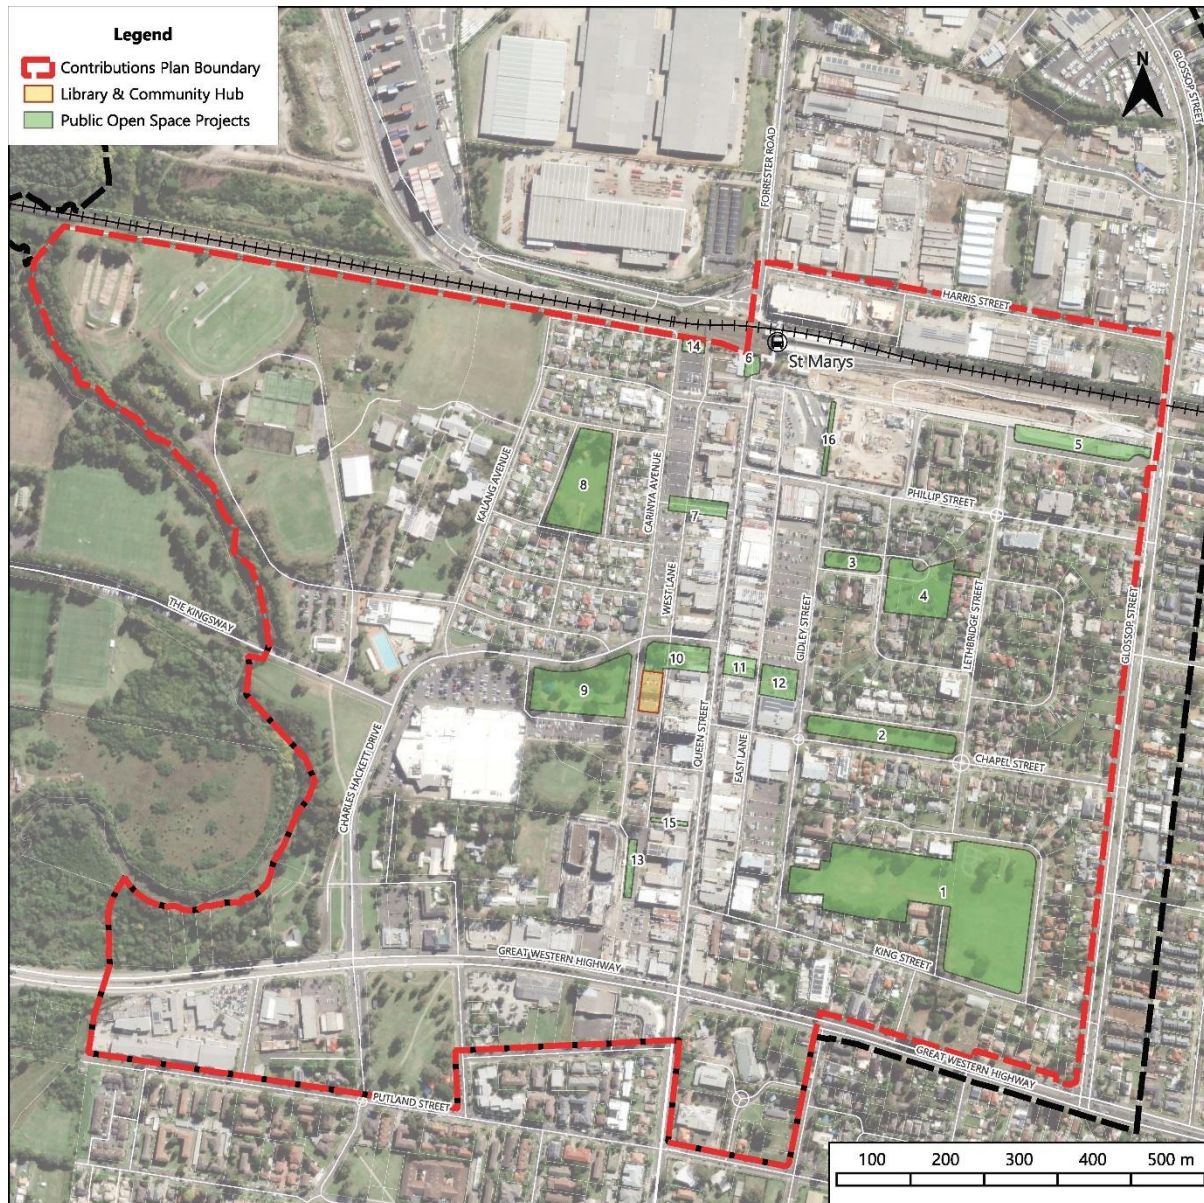 Legend
Contributions Plan Boundary
Library & Community Hub
Public Open Space Projects
N
GLOSSOP STREET
FORRESTER ROAD
HARRIS STREET
St Marys
14
6
16
5
KALANG AVENUE
CARINYA AVENUE
8
7
PHILLIP STREET
3
4
WEST LANE
GIDLEY STREET
LETHBRIDGE STREET
GLOSSOP STREET
THE KINGSWAY
9
10
11
12
QUEEN STREET
EAST LANE
2
CHAPEL STREET
CHARLES HACKETT DRIVE
15
13
1
KING STREET
GREAT WESTERN HIGHWAY
GREAT WESTERN HIGHWAY
PUTLAND STREET
100 200 300 400 500 m